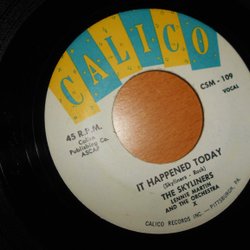 CALICO
45 R.P.M.
Calico
Publishing Co.
ASCAP
CSM - 109
VOCAL
IT HAPPENED TODAY
(Skyliners - Rock)
THE SKYLINERS
LENNIE MARTIN
AND THE ORCHESTRA
CALICO RECORDS INC. — PITTSBURGH, PA.